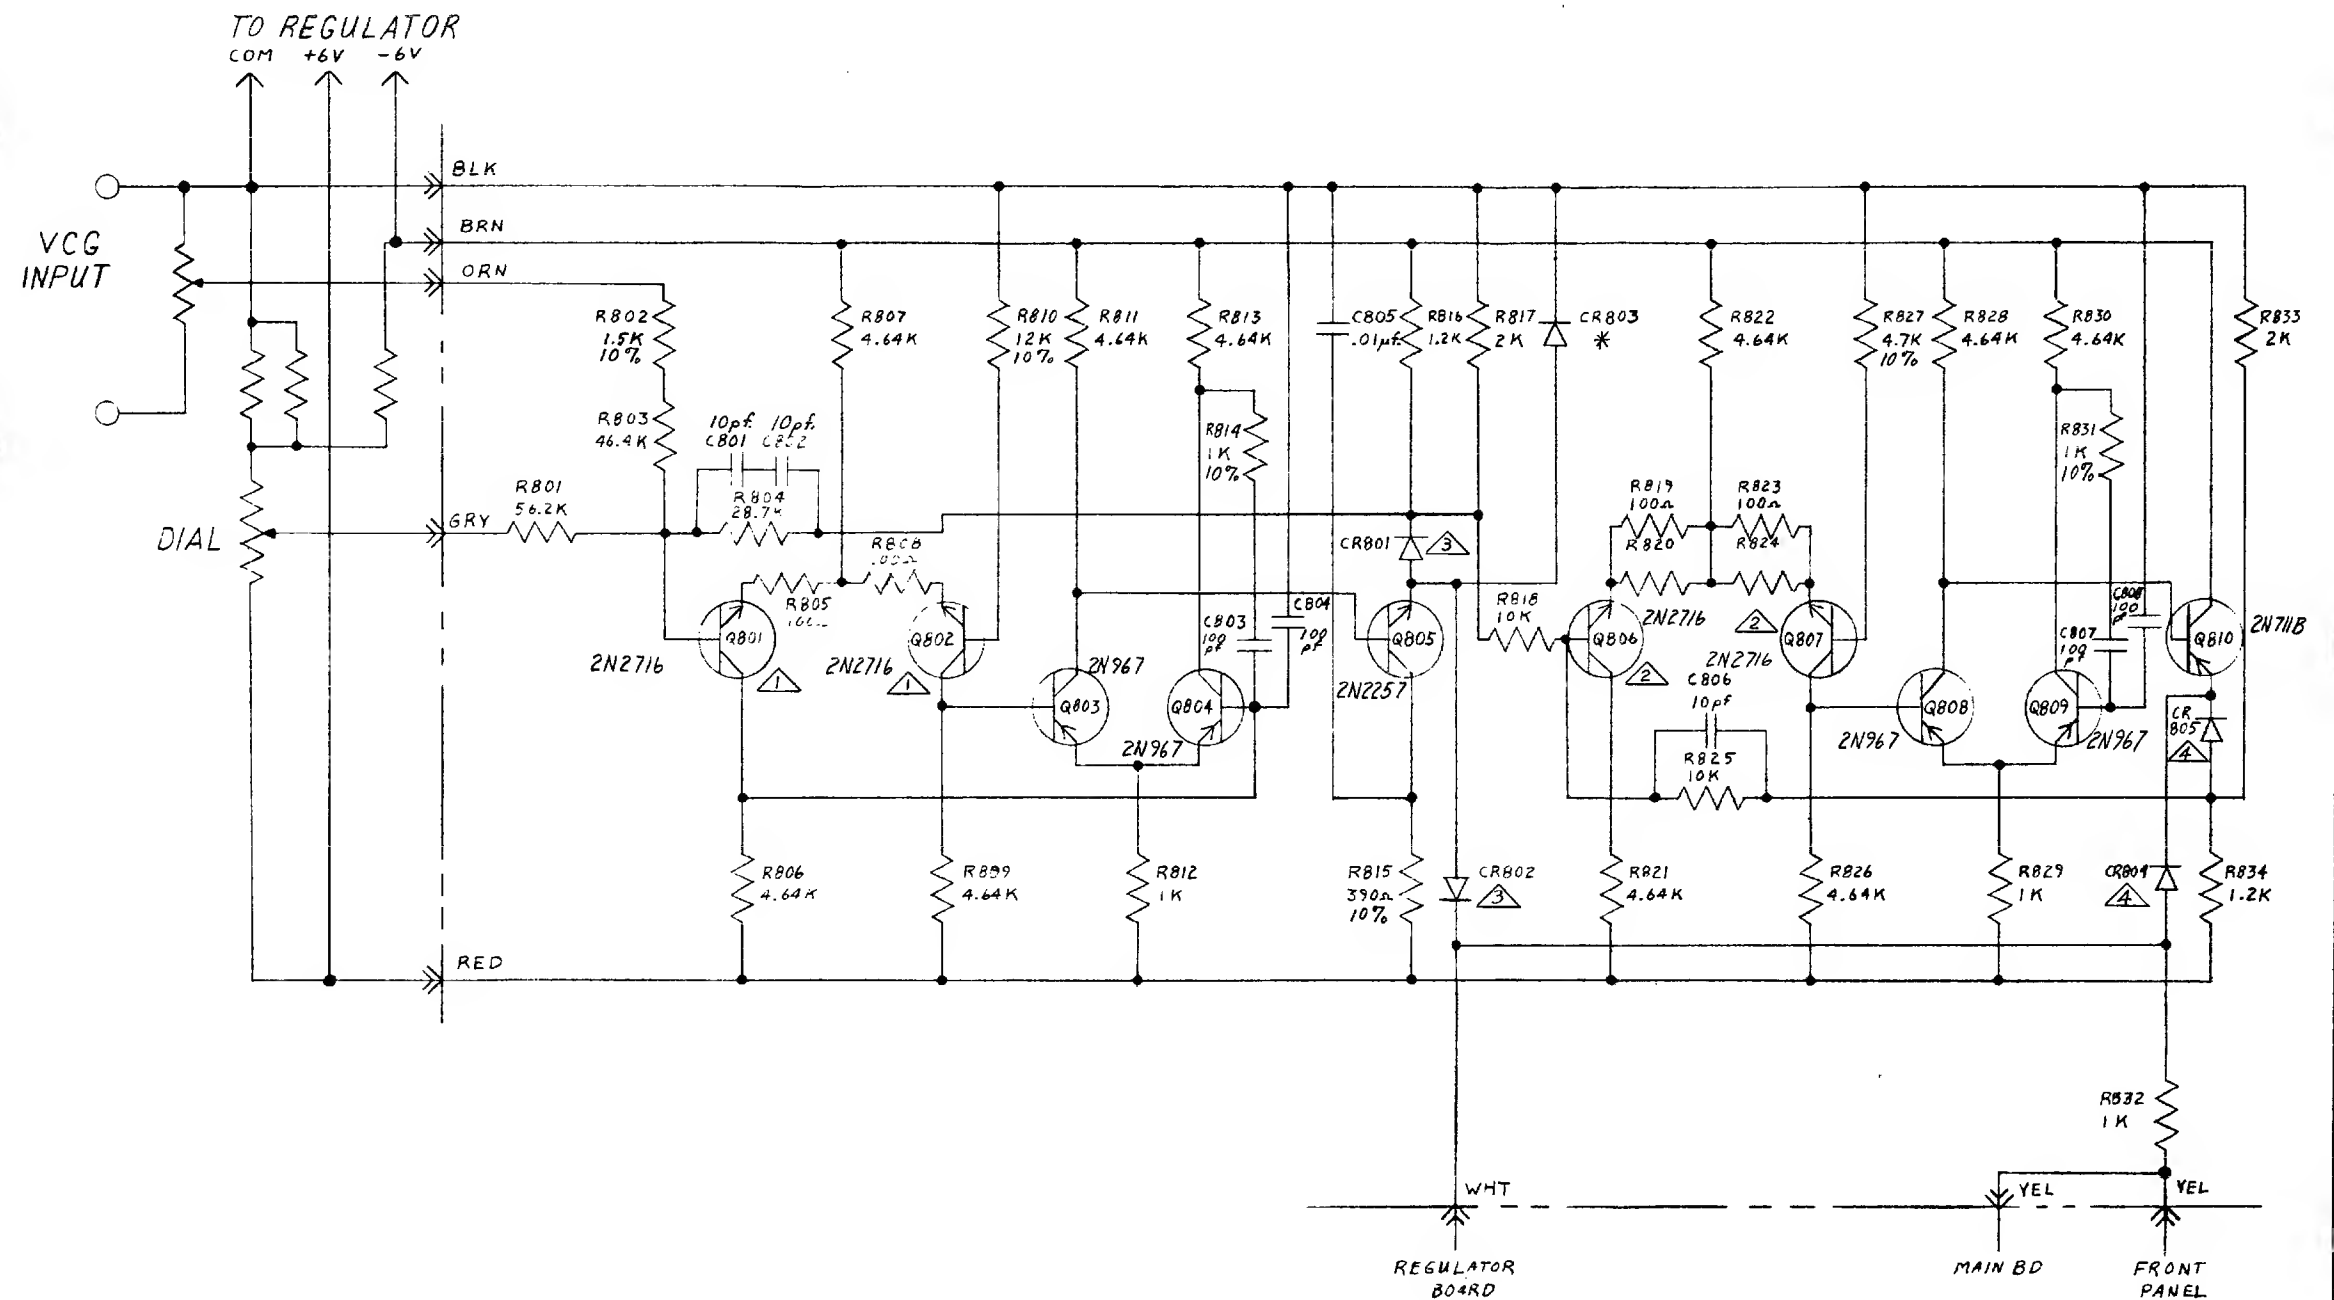 TO REGULATOR
COM +6V -6V
BLK
BRN
ORN
VCG
INPUT
R802
1.5K
10%
R807
4.64K
R810
12K
10%
R811
4.64K
R813
4.64K
C805
.01µf.
R816
1.2K
R817
2K
CR803
*
R822
4.64K
R827
4.7K
10%
R828
4.64K
R830
4.64K
R833
2K
R803
46.4K
10pf. 10pf.
C801 C802
R804
28.7K
R814
1K
10%
R831
1K
10%
R801
56.2K
GRY
DIAL
R808
R805
R819
100Ω
R820
R823
100Ω
R824
CR801
3
R818
10K
C803
100
pf
C804
100
pf
C807
100
pf
C808
100
pf
Q801
2N2716
1
Q802
2N2716
1
2N967
Q803
Q804
2N967
Q805
2N2257
Q806
2N2716
2
2
Q807
2N2716
C806
10pf
R825
10K
Q808
2N967
Q809
2N967
Q810
2N711B
CR
805
4
R806
4.64K
R809
4.64K
R812
1K
R815
390Ω
10%
CR802
3
R821
4.64K
R826
4.64K
R829
1K
CR804
4
R834
1.2K
RED
R832
1K
WHT
YEL
YEL
REGULATOR
BOARD
MAIN BD
FRONT
PANEL